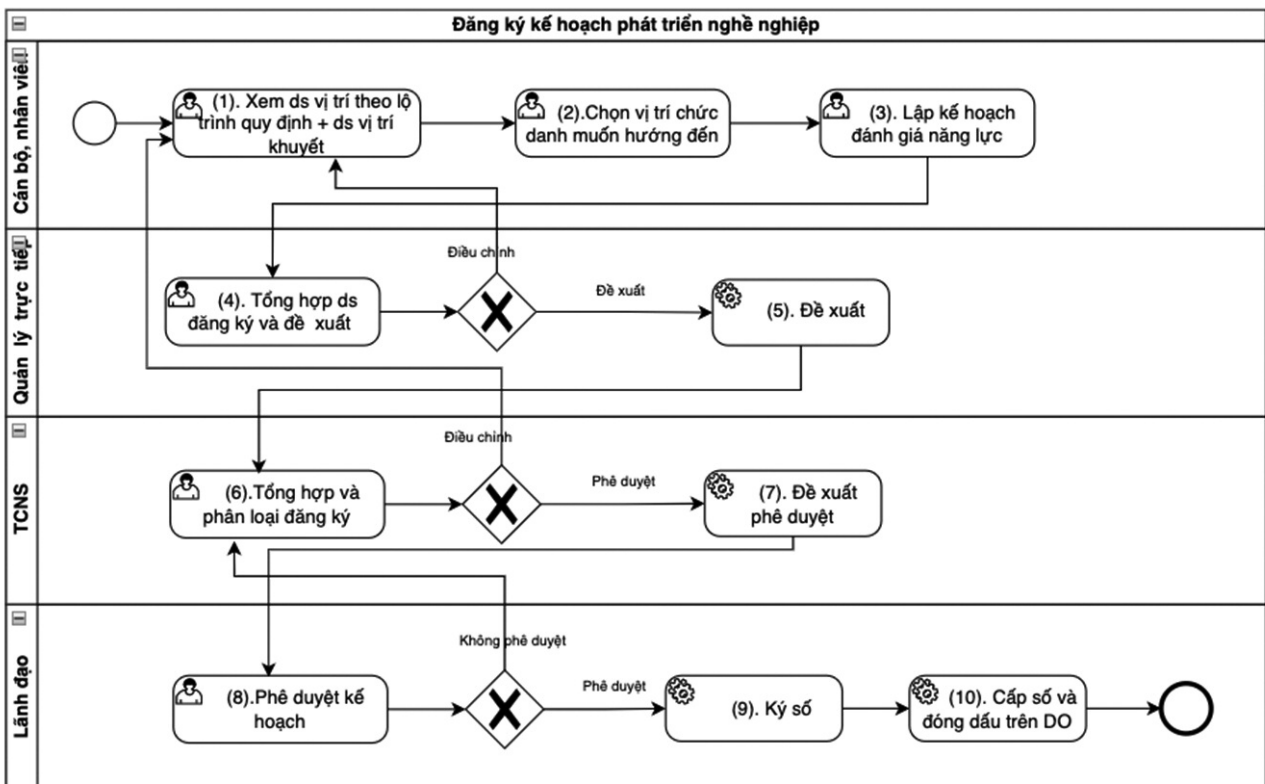 Đăng ký kế hoạch phát triển nghề nghiệp
Cán bộ, nhân viên
(1). Xem ds vị trí theo lộ
trình quy định + ds vị trí
khuyết
(2).Chọn vị trí chức
danh muốn hướng đến
(3). Lập kế hoạch
đánh giá năng lực
Quản lý trực tiếp
Điều chỉnh
(4). Tổng hợp ds
đăng ký và đề xuất
Đề xuất
(5). Đề xuất
TCNS
Điều chỉnh
(6).Tổng hợp và
phân loại đăng ký
Phê duyệt
(7). Đề xuất
phê duyệt
Lãnh đạo
Không phê duyệt
(8).Phê duyệt kế
hoạch
Phê duyệt
(9). Ký số
(10). Cấp số và
đóng dấu trên DO